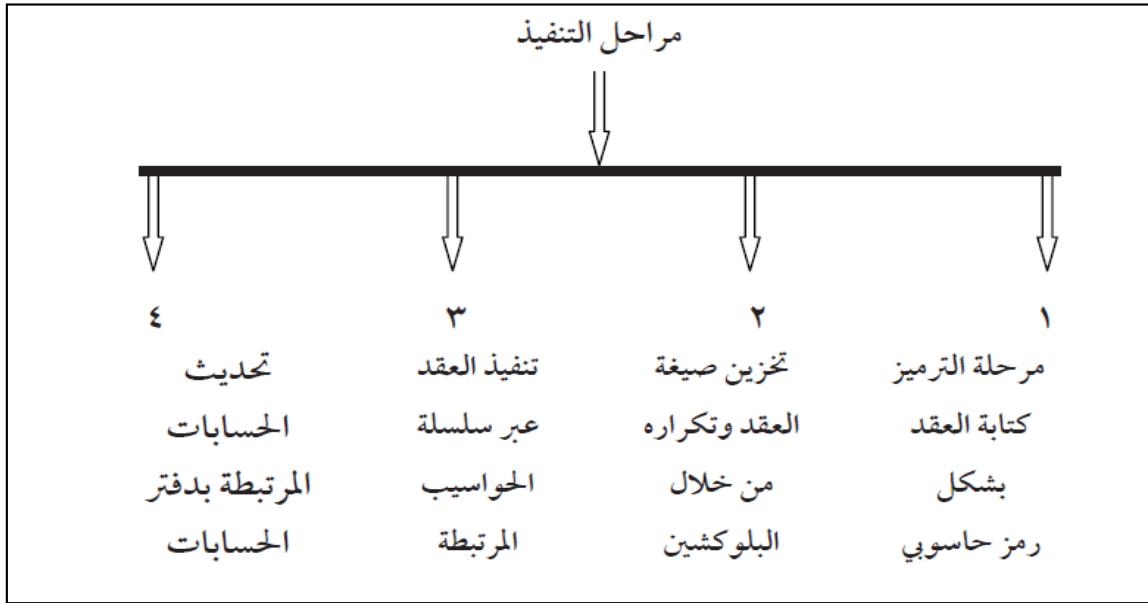 مراحل التنفيذ
١
مرحلة الترميز
كتابة العقد
بشكل
رمز حاسوبي
٢
تخزين صيغة
العقد وتكراره
من خلال
البلوكشين
٣
تنفيذ العقد
عبر سلسلة
الحواسيب
المرتبطة
٤
تحديث
الحسابات
المرتبطة بدفتر
الحسابات